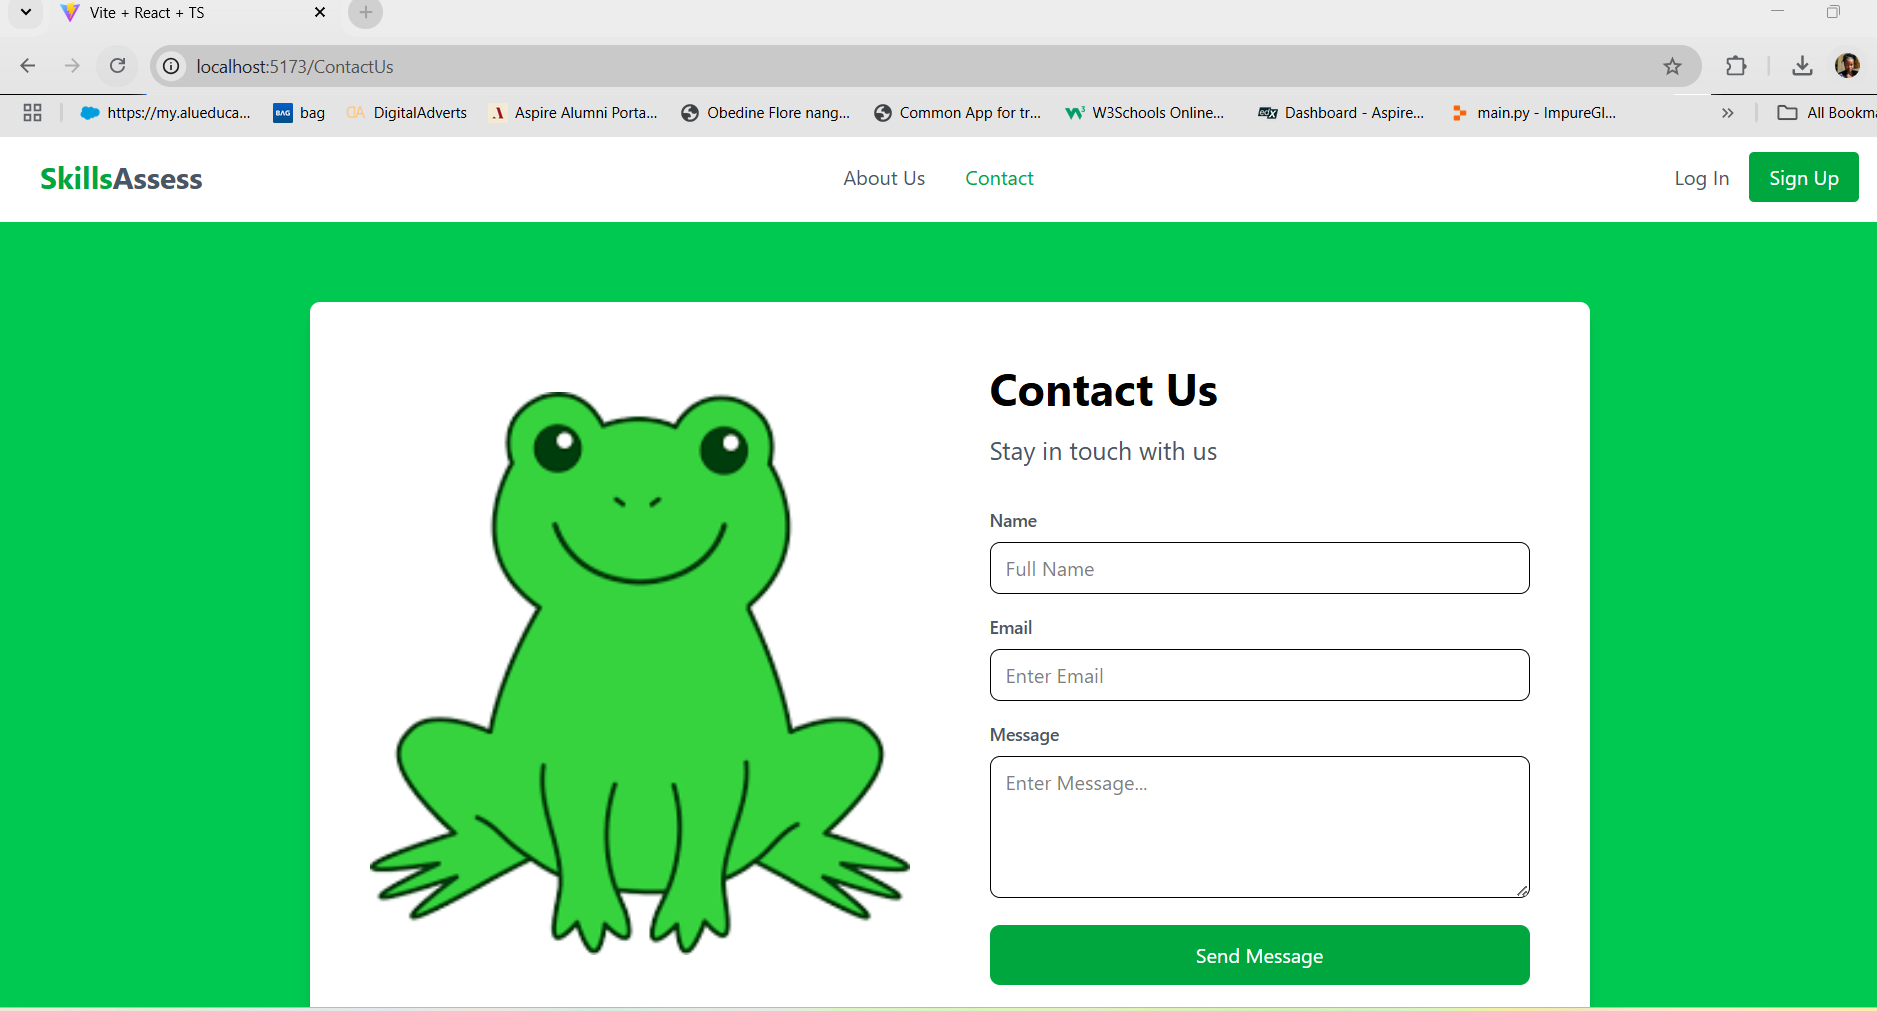 Vite + React + TS
localhost:5173/ContactUs
https://my.alueduca... bag DigitalAdverts Aspire Alumni Porta... Obedine Flore nang... Common App for tr... W3Schools Online... Dashboard - Aspire... main.py - ImpureGl... All Bookma
SkillsAssess About Us Contact Log In Sign Up
Contact Us
Stay in touch with us
Name
Full Name
Email
Enter Email
Message
Enter Message...
Send Message